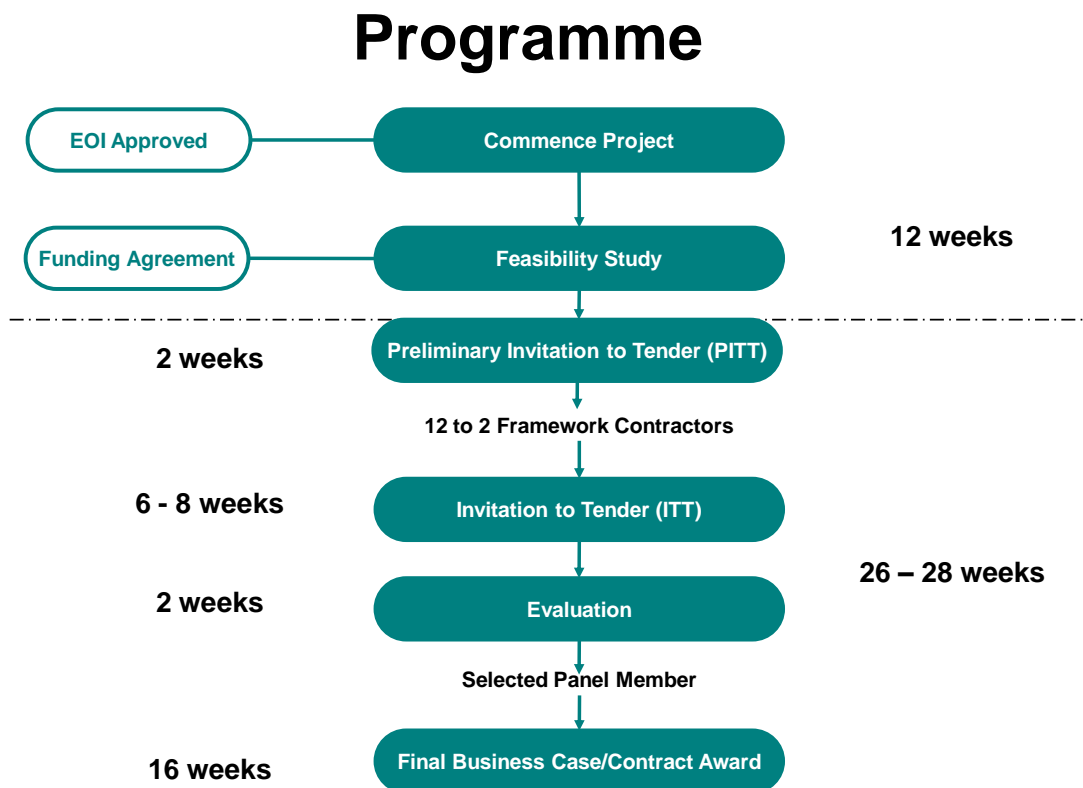 Programme
EOI Approved
Commence Project
12 weeks
Funding Agreement
Feasibility Study
2 weeks
Preliminary Invitation to Tender (PITT)
12 to 2 Framework Contractors
6 - 8 weeks
Invitation to Tender (ITT)
26 – 28 weeks
2 weeks
Evaluation
Selected Panel Member
16 weeks
Final Business Case/Contract Award